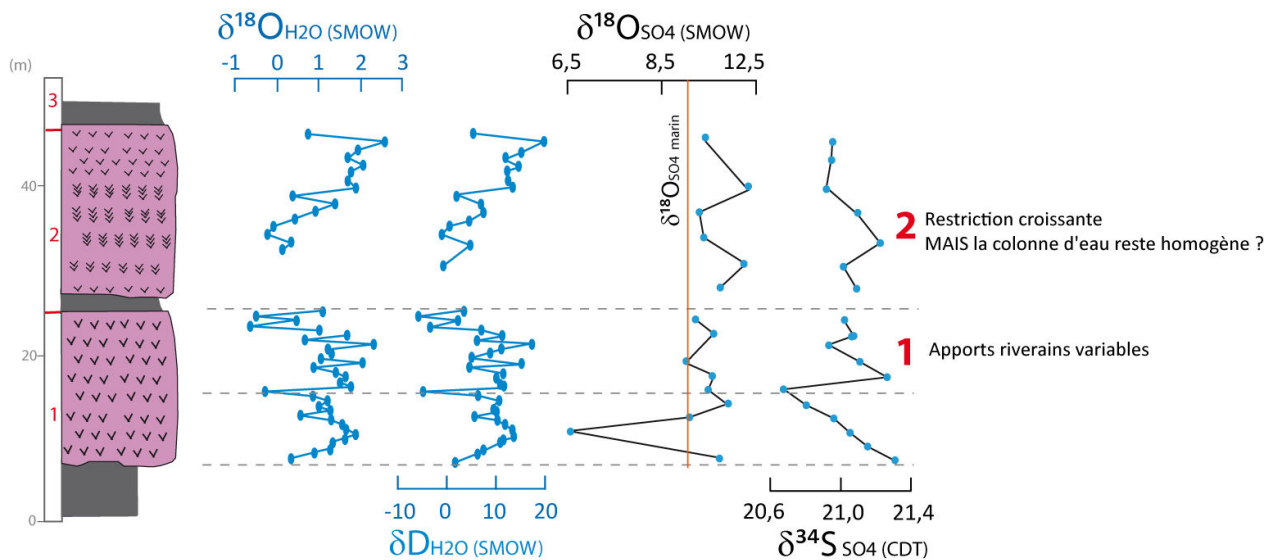 δ18OH2O (SMOW)
-1 0 1 2 3
δ18OSO4 (SMOW)
6,5 8,5 12,5
(m)
3
40
2
20
1
0
δ18OSO4 marin
2 Restriction croissante
MAIS la colonne d'eau reste homogène ?
1 Apports riverains variables
-10 0 10 20
δDH2O (SMOW)
20,6 21,0 21,4
δ34S SO4 (CDT)